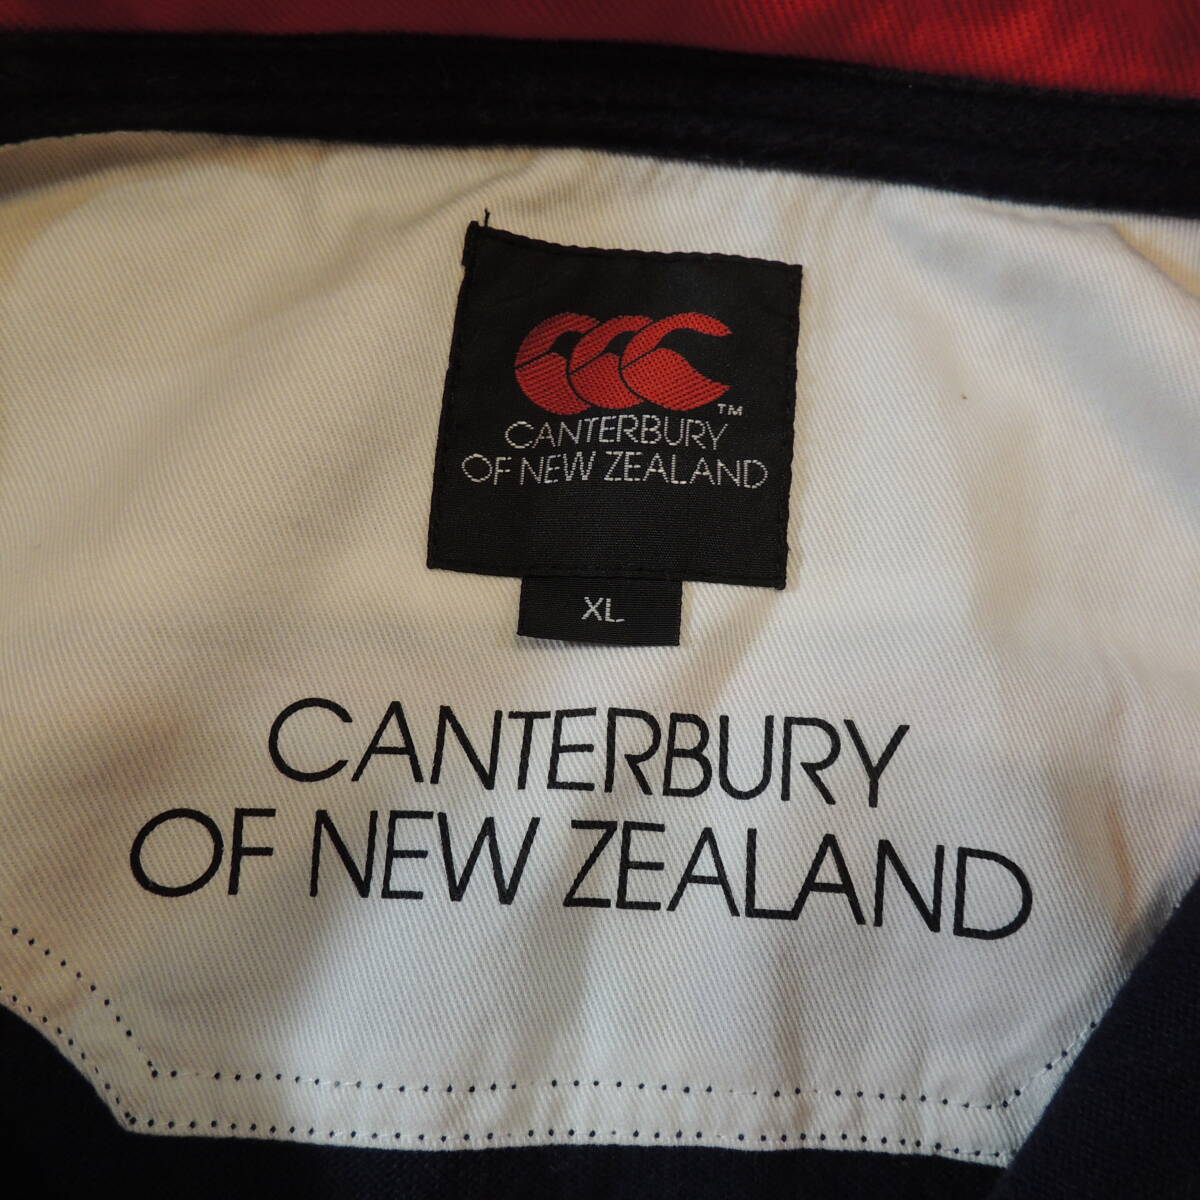 TM
CANTERBURY
OF NEW ZEALAND
XL
CANTERBURY
OF NEW ZEALAND